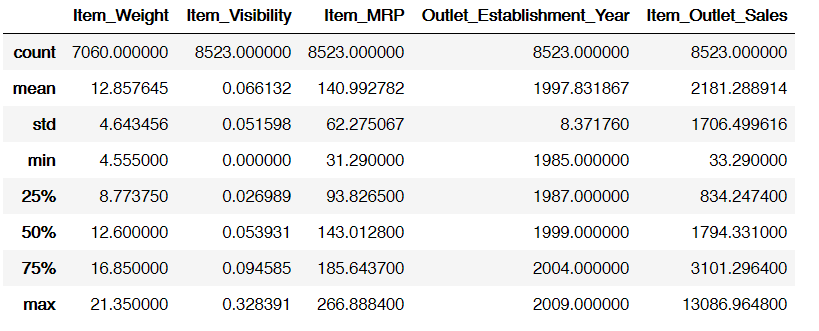 Item_Weight Item_Visibility Item_MRP Outlet_Establishment_Year Item_Outlet_Sales
count 7060.000000 8523.000000 8523.000000 8523.000000 8523.000000
mean 12.857645 0.066132 140.992782 1997.831867 2181.288914
std 4.643456 0.051598 62.275067 8.371760 1706.499616
min 4.555000 0.000000 31.290000 1985.000000 33.290000
25% 8.773750 0.026989 93.826500 1987.000000 834.247400
50% 12.600000 0.053931 143.012800 1999.000000 1794.331000
75% 16.850000 0.094585 185.643700 2004.000000 3101.296400
max 21.350000 0.328391 266.888400 2009.000000 13086.964800